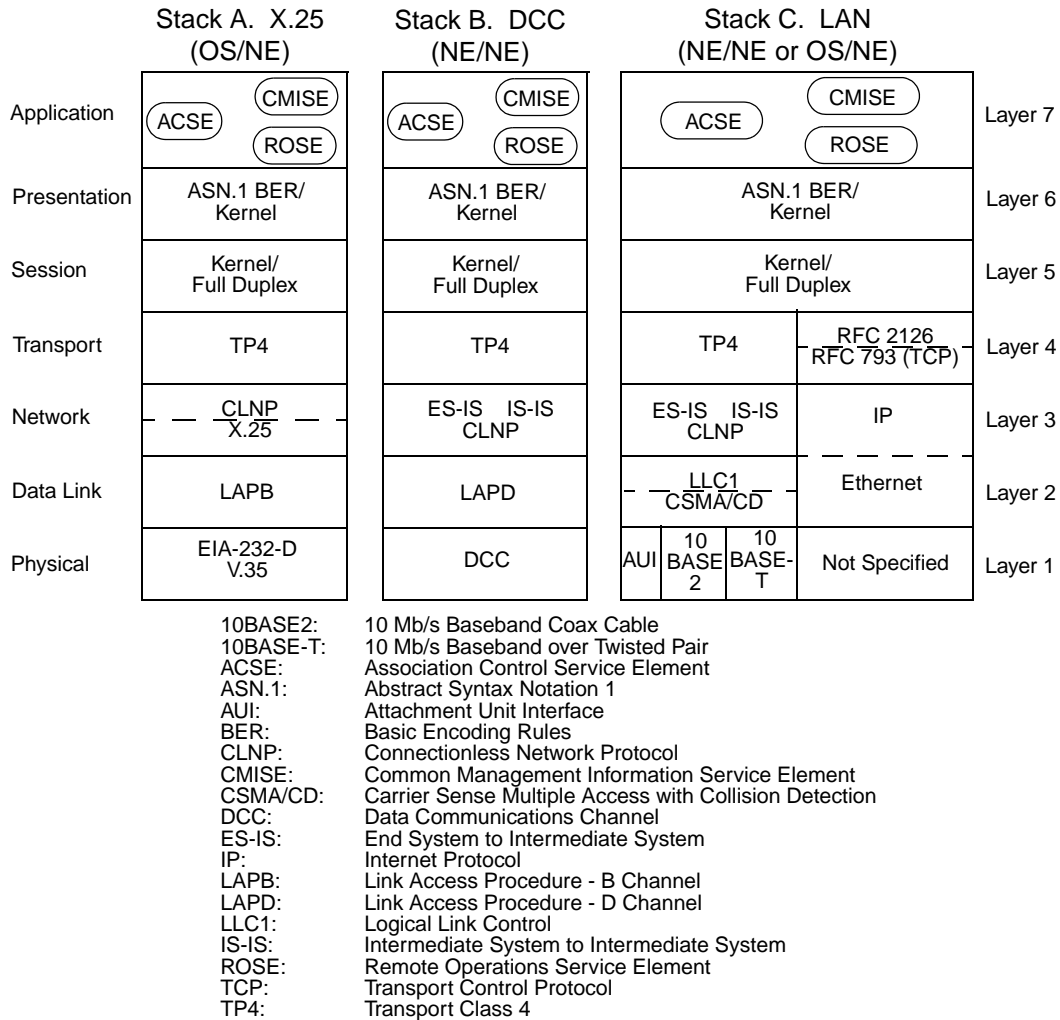 Stack A. X.25
(OS/NE)
Stack B. DCC
(NE/NE)
Stack C. LAN
(NE/NE or OS/NE)
Application
ACSE
CMISE
ROSE
ACSE
CMISE
ROSE
ACSE
CMISE
ROSE
Layer 7
Presentation
ASN.1 BER/
Kernel
ASN.1 BER/
Kernel
ASN.1 BER/
Kernel
Layer 6
Session
Kernel/
Full Duplex
Kernel/
Full Duplex
Kernel/
Full Duplex
Layer 5
Transport
TP4
TP4
TP4
RFC 2126
RFC 793 (TCP)
Layer 4
Network
CLNP
X.25
ES-IS IS-IS
CLNP
ES-IS IS-IS
CLNP
IP
Layer 3
Data Link
LAPB
LAPD
LLC1
CSMA/CD
Ethernet
Layer 2
Physical
EIA-232-D
V.35
DCC
AUI
10
BASE
2
10
BASE-
T
Not Specified
Layer 1
10BASE2: 10 Mb/s Baseband Coax Cable
10BASE-T: 10 Mb/s Baseband over Twisted Pair
ACSE: Association Control Service Element
ASN.1: Abstract Syntax Notation 1
AUI: Attachment Unit Interface
BER: Basic Encoding Rules
CLNP: Connectionless Network Protocol
CMISE: Common Management Information Service Element
CSMA/CD: Carrier Sense Multiple Access with Collision Detection
DCC: Data Communications Channel
ES-IS: End System to Intermediate System
IP: Internet Protocol
LAPB: Link Access Procedure - B Channel
LAPD: Link Access Procedure - D Channel
LLC1: Logical Link Control
IS-IS: Intermediate System to Intermediate System
ROSE: Remote Operations Service Element
TCP: Transport Control Protocol
TP4: Transport Class 4